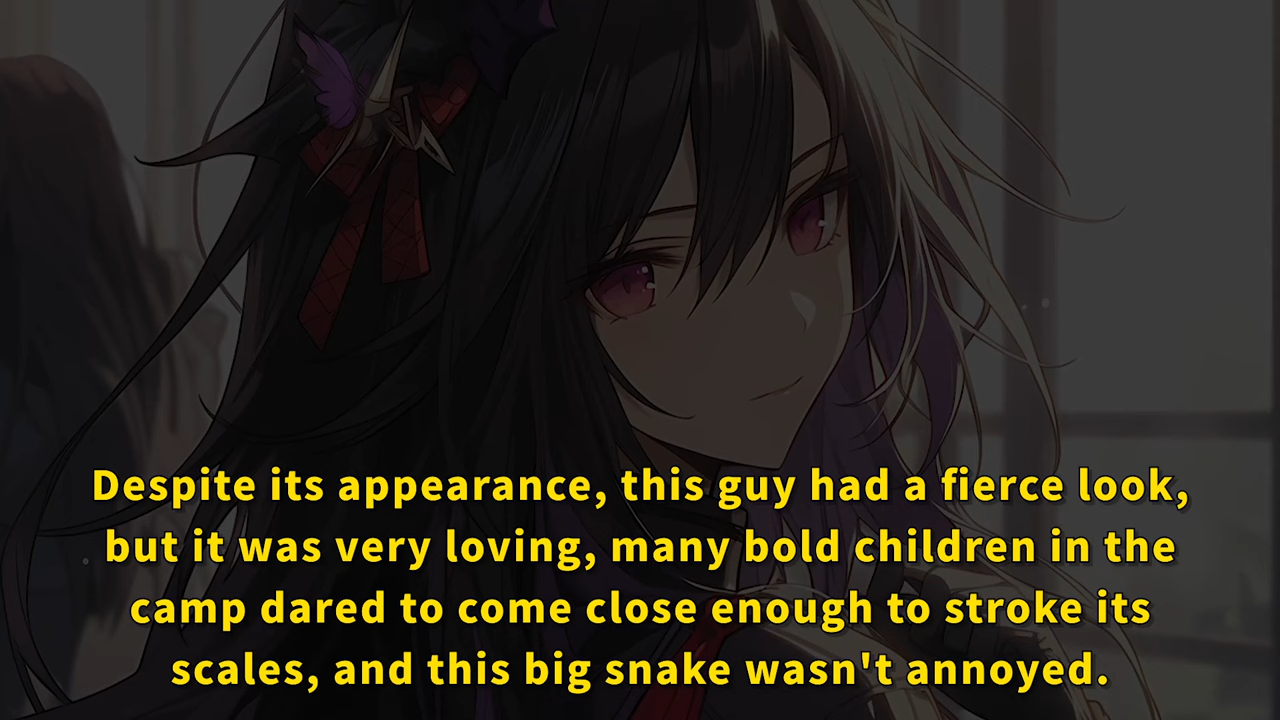 Despite its appearance, this guy had a fierce look,
but it was very loving, many bold children in the
camp dared to come close enough to stroke its
scales, and this big snake wasn't annoyed.